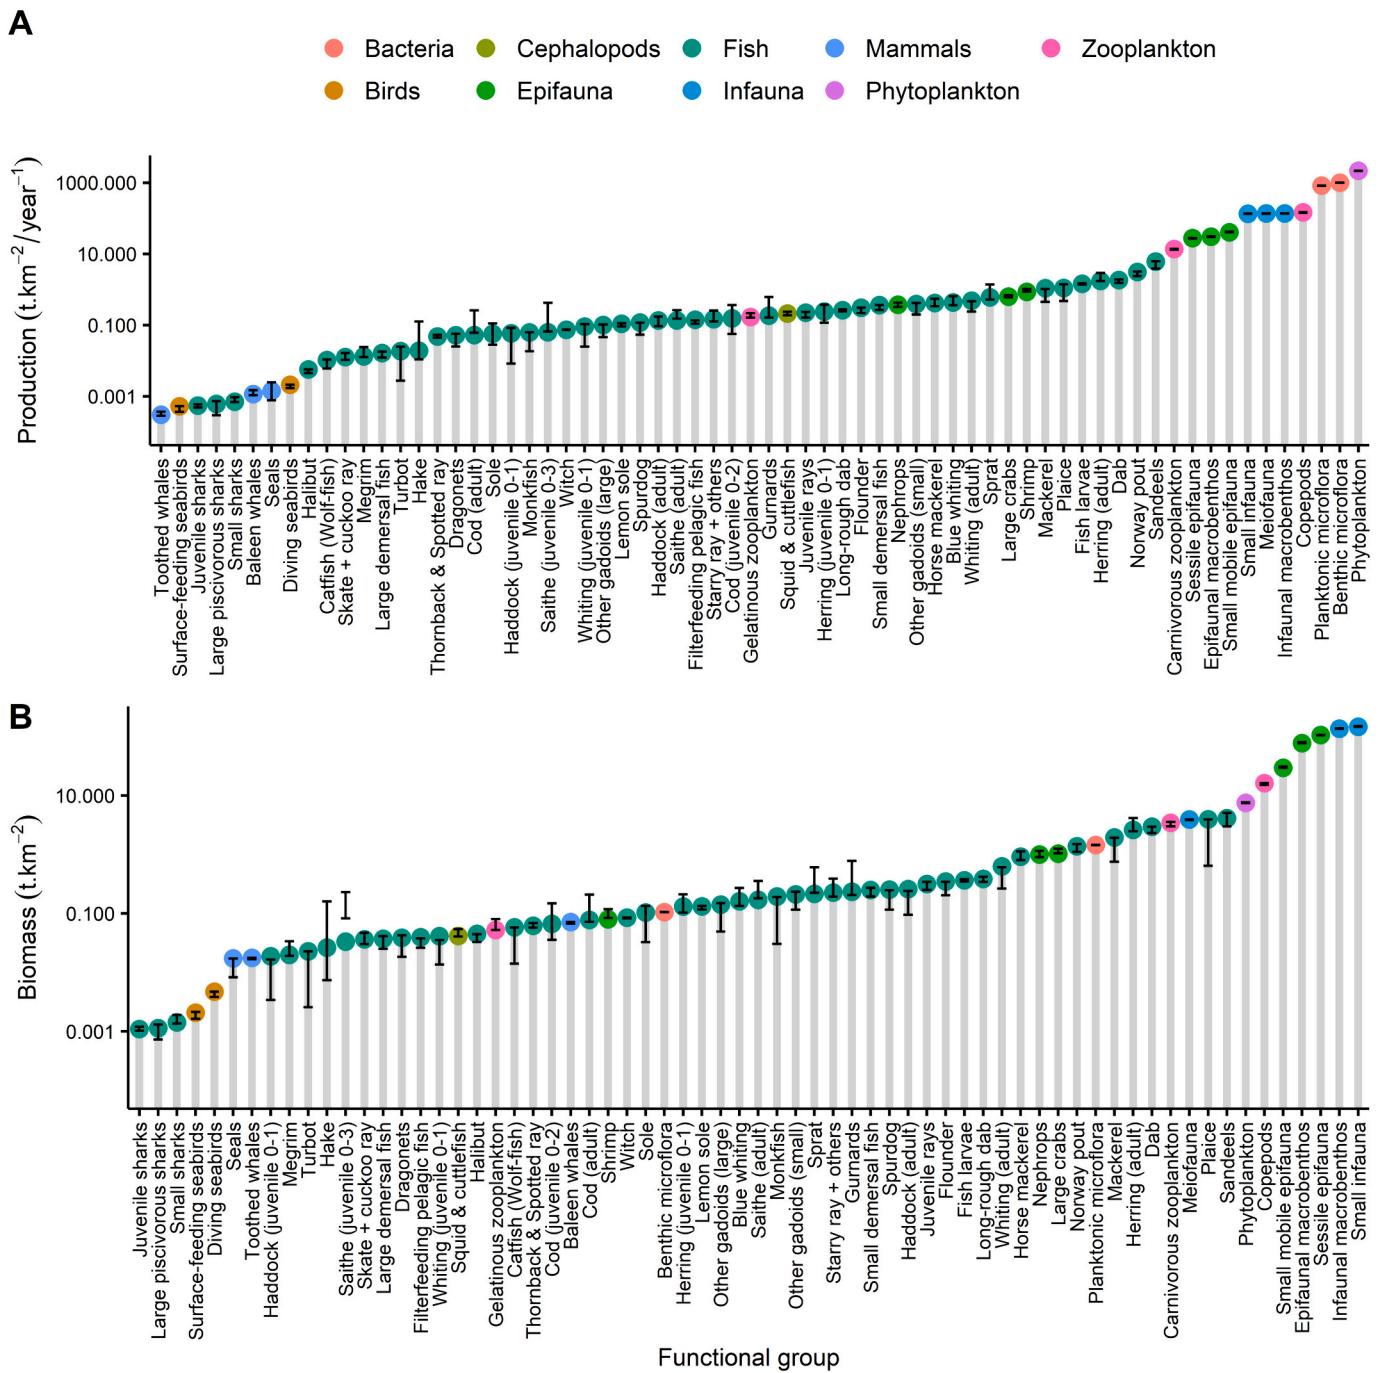 A
Bacteria Cephalopods Fish Mammals Zooplankton
Birds Epifauna Infauna Phytoplankton
Production (t.km⁻²/year⁻¹)
1000.000
10.000
0.100
0.001
Toothed whales
Surface-feeding seabirds
Juvenile sharks
Large piscivorous sharks
Small sharks
Baleen whales
Seals
Diving seabirds
Halibut
Catfish (Wolf-fish)
Skate + cuckoo ray
Megrim
Large demersal fish
Turbot
Hake
Thornback & Spotted ray
Dragonets
Cod (adult)
Sole
Haddock (juvenile 0-1)
Monkfish
Saithe (juvenile 0-3)
Witch
Whiting (juvenile 0-1)
Other gadoids (large)
Lemon sole
Spurdog
Haddock (adult)
Saithe (adult)
Filterfeeding pelagic fish
Starry ray + others
Cod (juvenile 0-2)
Gelatinous zooplankton
Gurnards
Squid & cuttlefish
Juvenile rays
Herring (juvenile 0-1)
Long-rough dab
Flounder
Small demersal fish
Nephrops
Other gadoids (small)
Horse mackerel
Blue whiting
Whiting (adult)
Sprat
Large crabs
Shrimp
Mackerel
Plaice
Fish larvae
Herring (adult)
Dab
Norway pout
Sandeels
Carnivorous zooplankton
Sessile epifauna
Epifaunal macrobenthos
Small mobile epifauna
Small infauna
Meiofauna
Infaunal macrobenthos
Copepods
Planktonic microflora
Benthic microflora
Phytoplankton
B
Biomass (t.km⁻²)
10.000
0.100
0.001
Juvenile sharks
Large piscivorous sharks
Small sharks
Surface-feeding seabirds
Diving seabirds
Seals
Toothed whales
Haddock (juvenile 0-1)
Megrim
Turbot
Hake
Saithe (juvenile 0-3)
Skate + cuckoo ray
Large demersal fish
Dragonets
Filterfeeding pelagic fish
Whiting (juvenile 0-1)
Squid & cuttlefish
Halibut
Gelatinous zooplankton
Catfish (Wolf-fish)
Thornback & Spotted ray
Cod (juvenile 0-2)
Baleen whales
Cod (adult)
Shrimp
Witch
Sole
Benthic microflora
Herring (juvenile 0-1)
Lemon sole
Other gadoids (large)
Blue whiting
Saithe (adult)
Monkfish
Other gadoids (small)
Sprat
Starry ray + others
Gurnards
Small demersal fish
Spurdog
Haddock (adult)
Juvenile rays
Flounder
Fish larvae
Long-rough dab
Whiting (adult)
Horse mackerel
Nephrops
Large crabs
Norway pout
Planktonic microflora
Mackerel
Herring (adult)
Dab
Carnivorous zooplankton
Meiofauna
Plaice
Sandeels
Phytoplankton
Copepods
Small mobile epifauna
Epifaunal macrobenthos
Sessile epifauna
Infaunal macrobenthos
Small infauna
Functional group